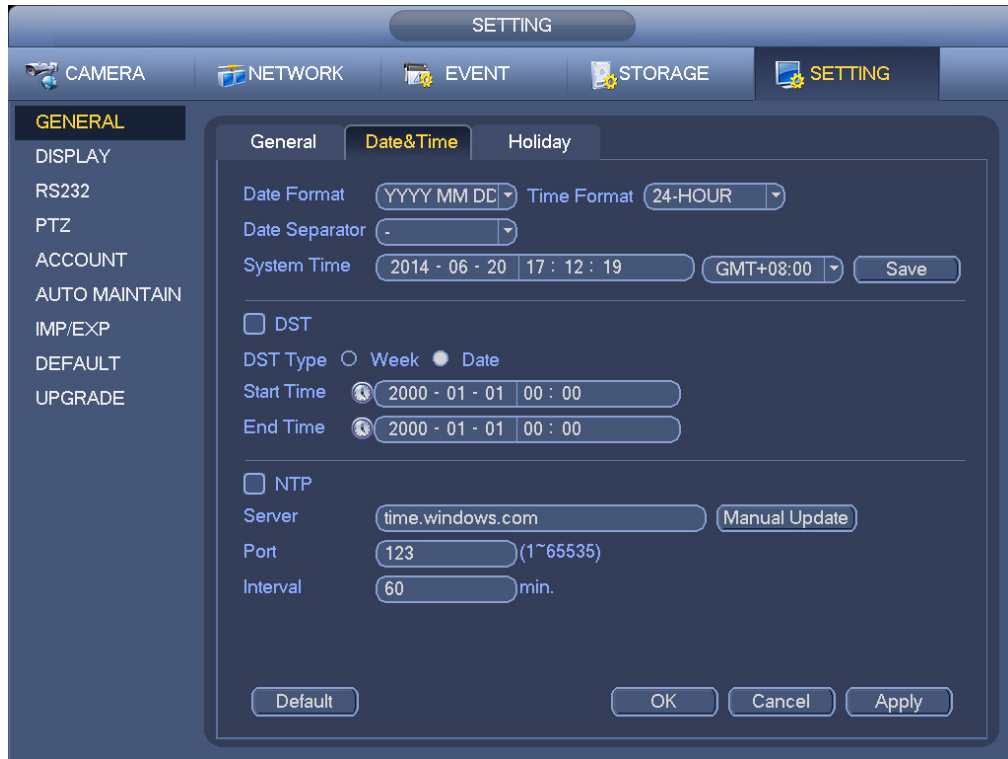 SETTING
CAMERA NETWORK EVENT STORAGE SETTING
GENERAL
DISPLAY
RS232
PTZ
ACCOUNT
AUTO MAINTAIN
IMP/EXP
DEFAULT
UPGRADE
General Date&Time Holiday
Date Format YYYY MM DD Time Format 24-HOUR
Date Separator -
System Time 2014 - 06 - 20 17 : 12 : 19 GMT+08:00 Save
DST
DST Type Week Date
Start Time 2000 - 01 - 01 00 : 00
End Time 2000 - 01 - 01 00 : 00
NTP
Server time.windows.com Manual Update
Port 123 (1~65535)
Interval 60 min.
Default OK Cancel Apply